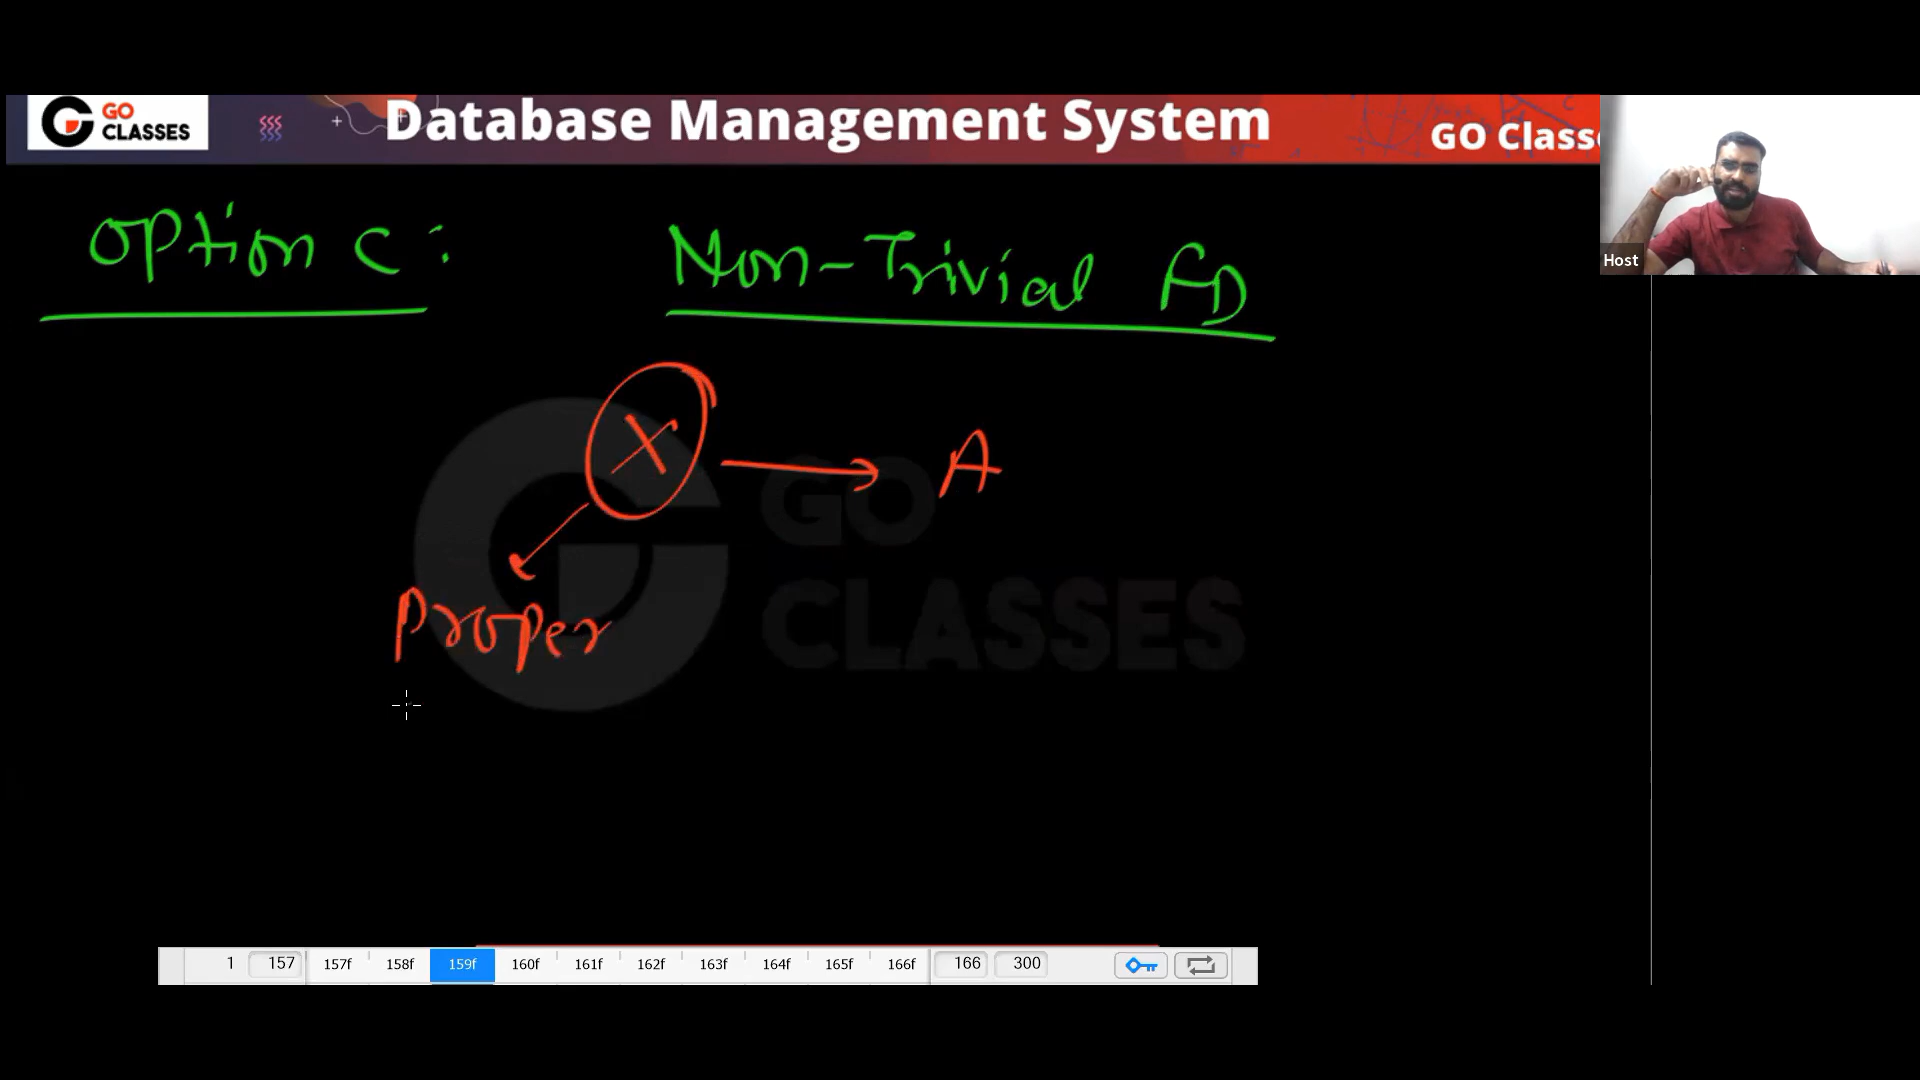 GO
CLASSES
Database Management System
GO Classe
Host
Option C:
Non-Trivial FD
X → A
Proper
GO
CLASSES
1 157 157f 158f 159f 160f 161f 162f 163f 164f 165f 166f 166 300